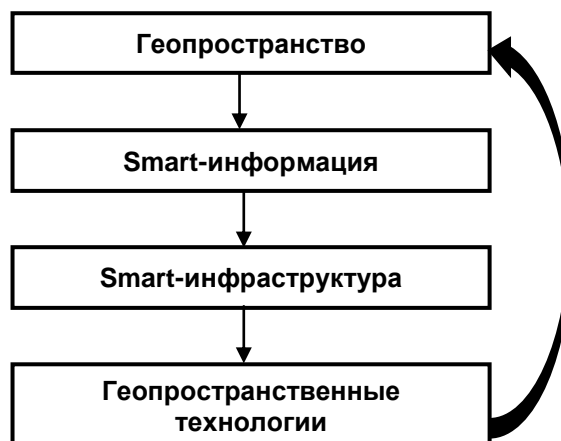 Геопространство
Smart-информация
Smart-инфраструктура
Геопространственные
технологии